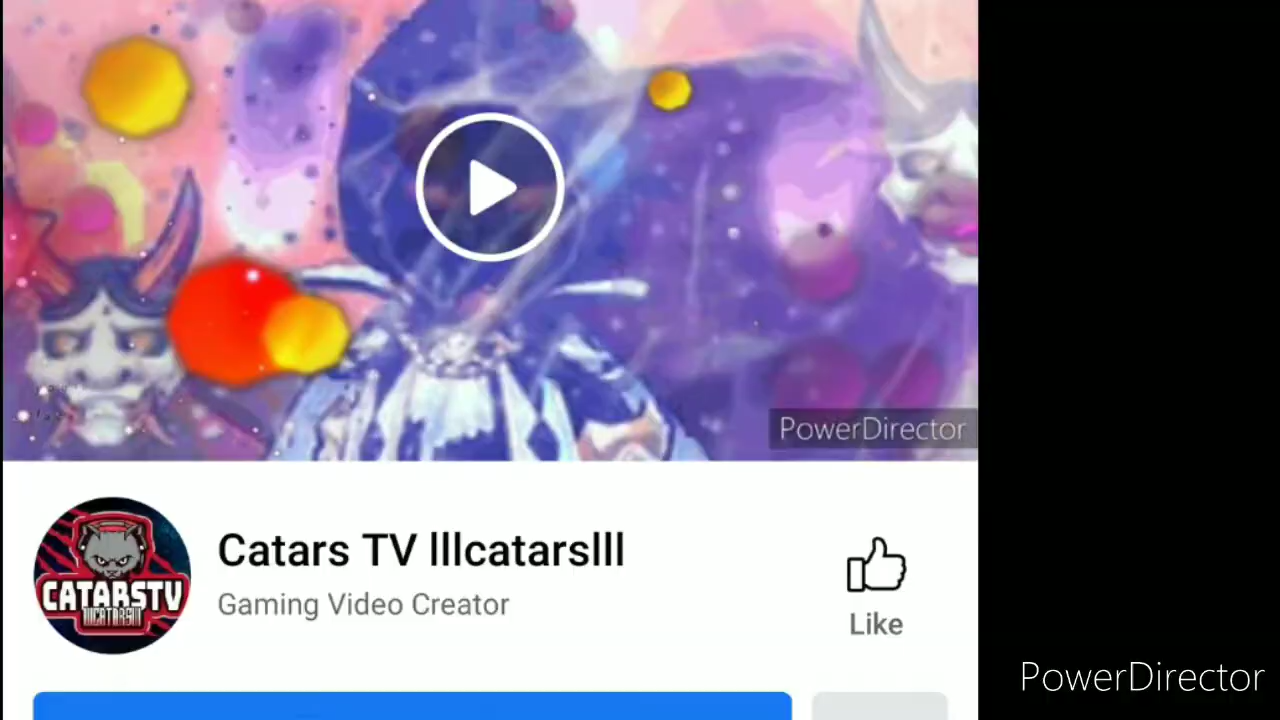 PowerDirector
CATARSTV
Catars TV lllcatarslll
Gaming Video Creator
Like
PowerDirector